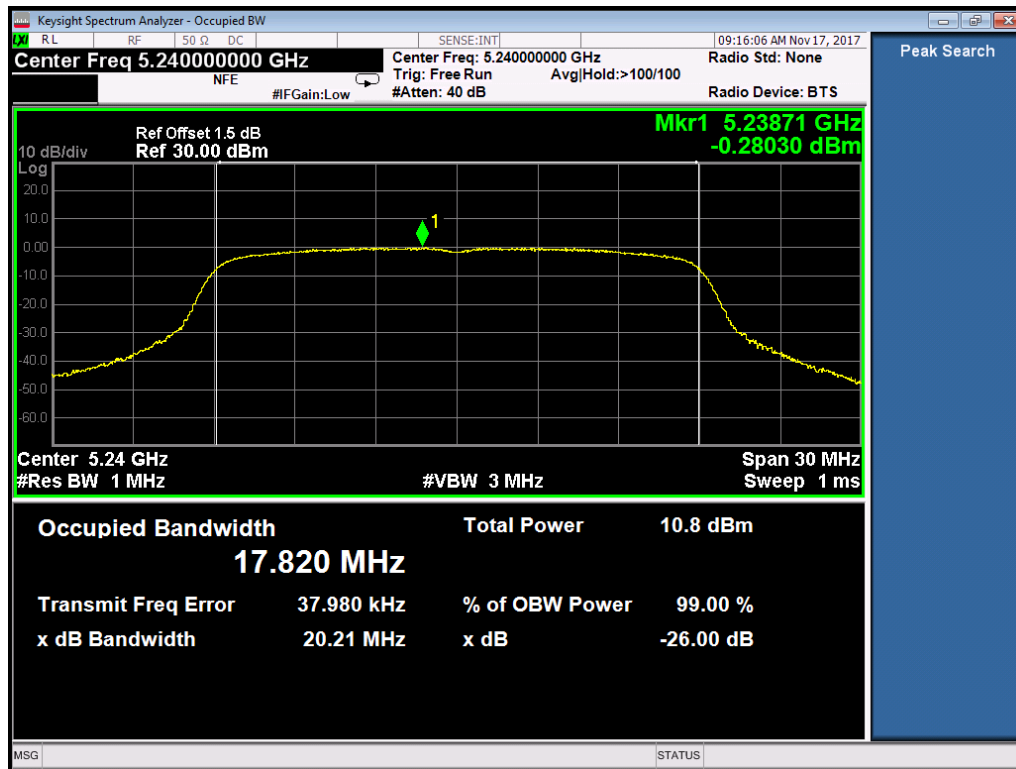 Keysight Spectrum Analyzer - Occupied BW
LXI RL RF 50 Ω DC SENSE:INT 09:16:06 AM Nov 17, 2017
Center Freq 5.240000000 GHz Center Freq: 5.240000000 GHz Radio Std: None Peak Search
NFE Trig: Free Run Avg|Hold:>100/100
#IFGain:Low #Atten: 40 dB Radio Device: BTS
Ref Offset 1.5 dB Mkr1 5.23871 GHz
10 dB/div Ref 30.00 dBm -0.28030 dBm
Log
20.0
10.0
1
0.00
-10.0
-20.0
-30.0
-40.0
-50.0
-60.0
Center 5.24 GHz Span 30 MHz
#Res BW 1 MHz #VBW 3 MHz Sweep 1 ms
Occupied Bandwidth Total Power 10.8 dBm
17.820 MHz
Transmit Freq Error 37.980 kHz % of OBW Power 99.00 %
x dB Bandwidth 20.21 MHz x dB -26.00 dB
MSG STATUS